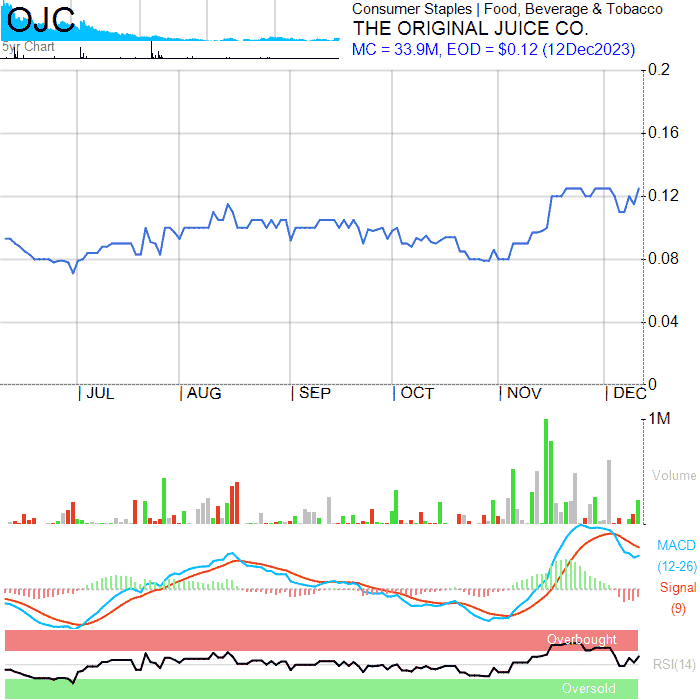 OJC
5yr Chart
Consumer Staples | Food, Beverage & Tobacco
THE ORIGINAL JUICE CO.
MC = 33.9M, EOD = $0.12 (12Dec2023)
0.2
0.16
0.12
0.08
0.04
0
| JUL | AUG | SEP | OCT | NOV | DEC
1M
Volume
MACD
(12-26)
Signal
(9)
Overbought
RSI(14)
Oversold